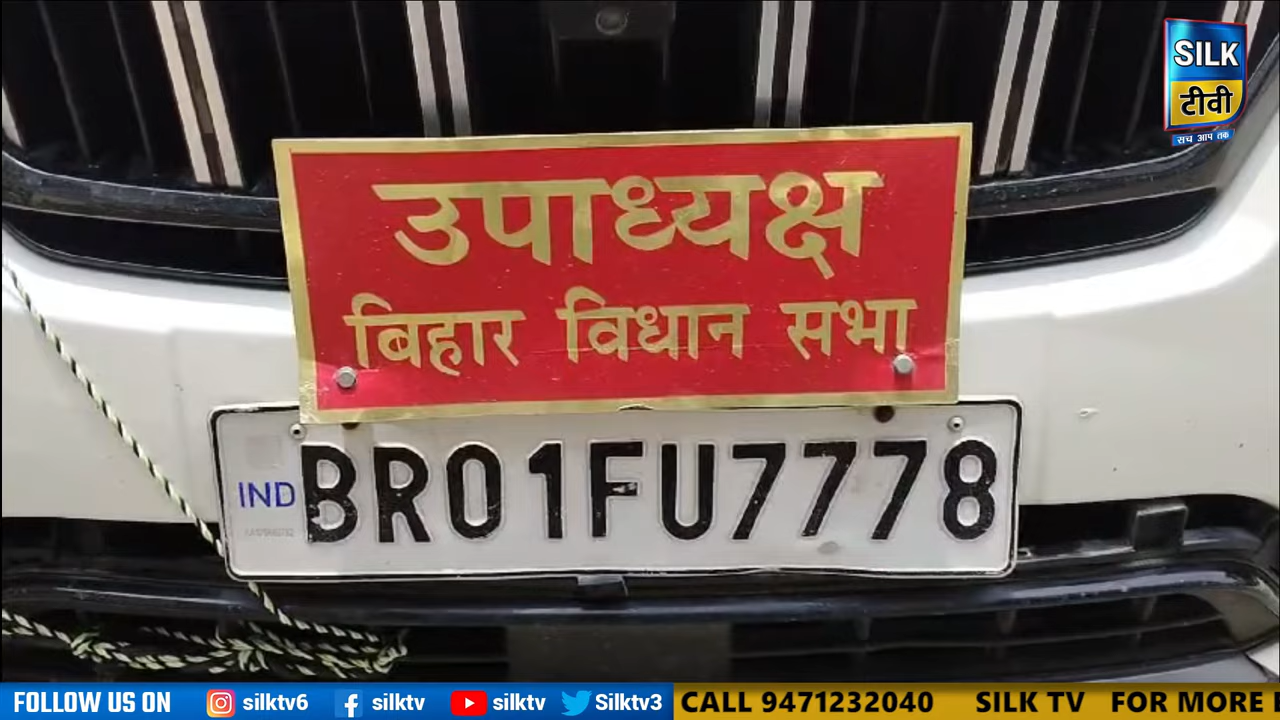 SILK
टीवी
सच आप तक
उपाध्यक्ष
बिहार विधान सभा
IND
BR01FU7778
FOLLOW US ON silktv6 silktv silktv Silktv3 CALL 9471232040 SILK TV FOR MORE